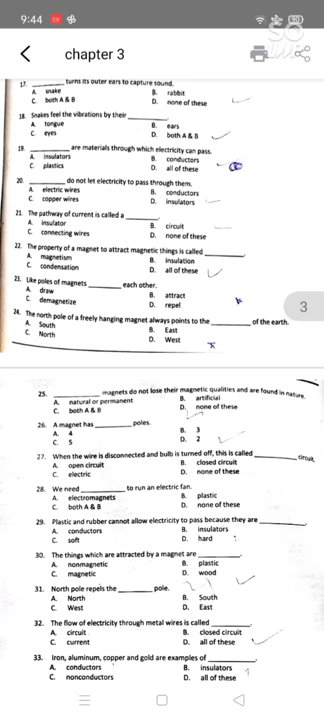 9:44
90
chapter 3
17. ________ turns its outer ears to capture sound.
A. snake B. rabbit
C. both A & B D. none of these
18. Snakes feel the vibrations by their ________
A. tongue B. ears
C. eyes D. both A & B
19. ________ are materials through which electricity can pass.
A. insulators B. conductors
C. plastics D. all of these
20. ________ do not let electricity to pass through them.
A. electric wires B. conductors
C. copper wires D. insulators
21. The pathway of current is called a ________
A. insulator B. circuit
C. connecting wires D. none of these
22. The property of a magnet to attract magnetic things is called ________.
A. magnetism B. insulation
C. condensation D. all of these
23. Like poles of magnets ________ each other.
A. draw B. attract
C. demagnetize D. repel
3
24. The north pole of a freely hanging magnet always points to the ________ of the earth.
A. South B. East
C. North D. West
25. ________ magnets do not lose their magnetic qualities and are found in nature.
A. natural or permanent B. artificial
C. both A & B D. none of these
26. A magnet has ________ poles.
A. 4 B. 3
C. 5 D. 2
27. When the wire is disconnected and bulb is turned off, this is called ________ circuit.
A. open circuit B. closed circuit
C. electric D. none of these
28. We need ________ to run an electric fan.
A. electromagnets B. plastic
C. both A & B D. none of these
29. Plastic and rubber cannot allow electricity to pass because they are ________.
A. conductors B. insulators
C. soft D. hard
30. The things which are attracted by a magnet are ________.
A. nonmagnetic B. plastic
C. magnetic D. wood
31. North pole repels the ________ pole.
A. North B. South
C. West D. East
32. The flow of electricity through metal wires is called ________
A. circuit B. closed circuit
C. current D. all of these
33. Iron, aluminum, copper and gold are examples of ________.
A. conductors B. insulators
C. nonconductors D. all of these